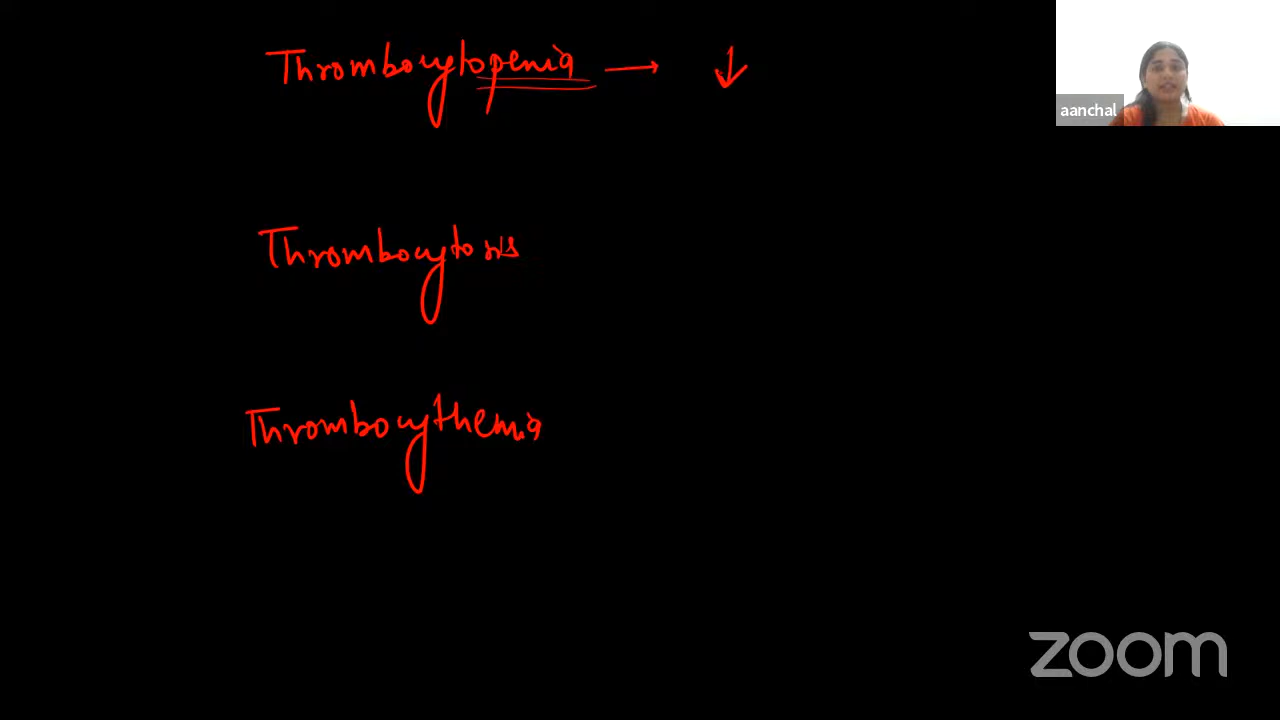 Thrombocytopenia → ↓
aanchal
Thrombocytosis
Thrombocythemia
zoom